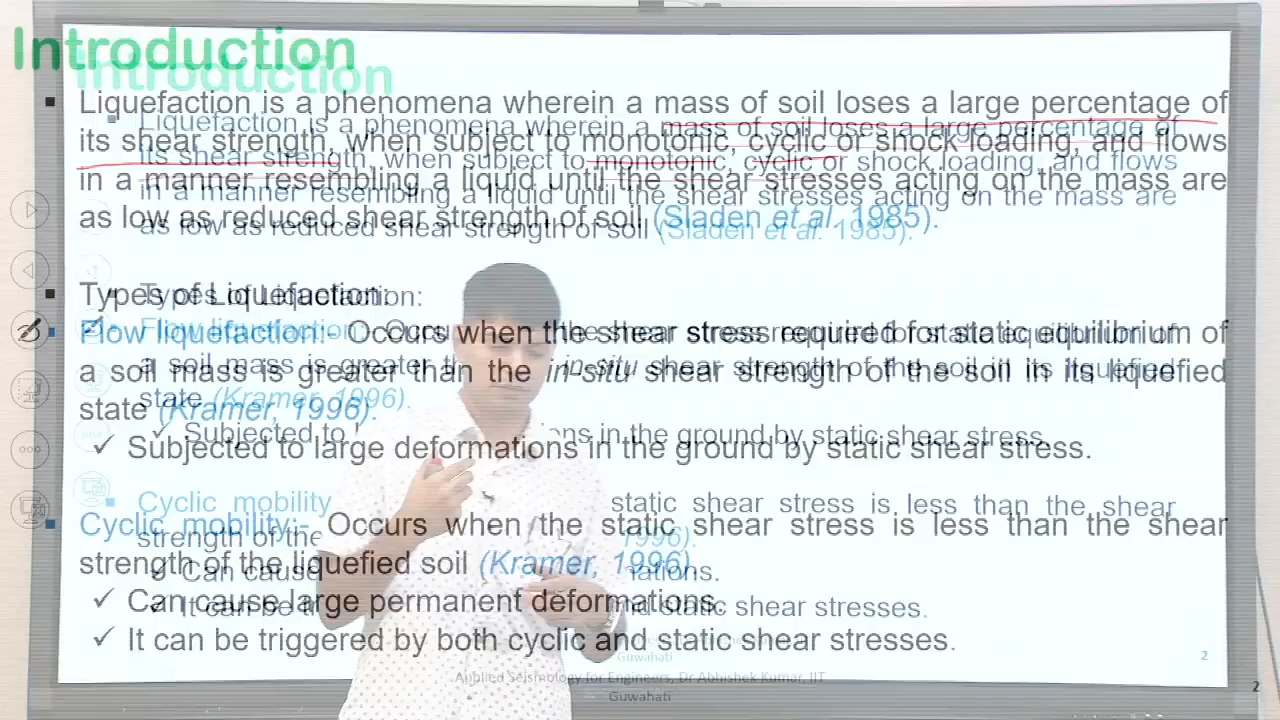 Introduction
Liquefaction is a phenomena wherein a mass of soil loses a large percentage of
its shear strength, when subject to monotonic, cyclic or shock loading, and flows
in a manner resembling a liquid until the shear stresses acting on the mass are
as low as reduced shear strength of soil (Sladen et al. 1985).
Types of Liquefaction:
Flow liquefaction:- Occurs when the shear stress required for static equilibrium of
a soil mass is greater than the in-situ shear strength of the soil in its liquefied
state (Kramer, 1996).
✓ Subjected to large deformations in the ground by static shear stress.
Cyclic mobility:- Occurs when the static shear stress is less than the shear
strength of the liquefied soil (Kramer, 1996).
✓ Can cause large permanent deformations.
✓ It can be triggered by both cyclic and static shear stresses.
Applied Seismology for Engineers, Dr Abhishek Kumar, IIT
Guwahati
2